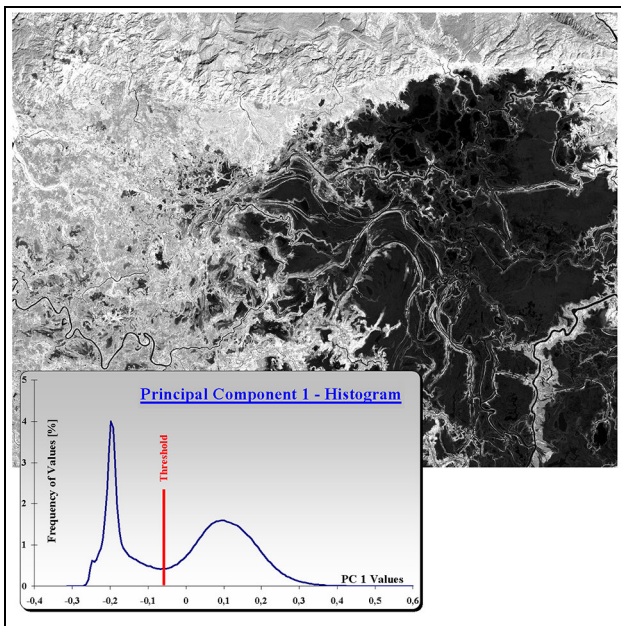 Principal Component 1 - Histogram
5
4
3
2
1
0
Frequency of Values [%]
Threshold
PC 1 Values
-0,4 -0,3 -0,2 -0,1 0 0,1 0,2 0,3 0,4 0,5 0,6